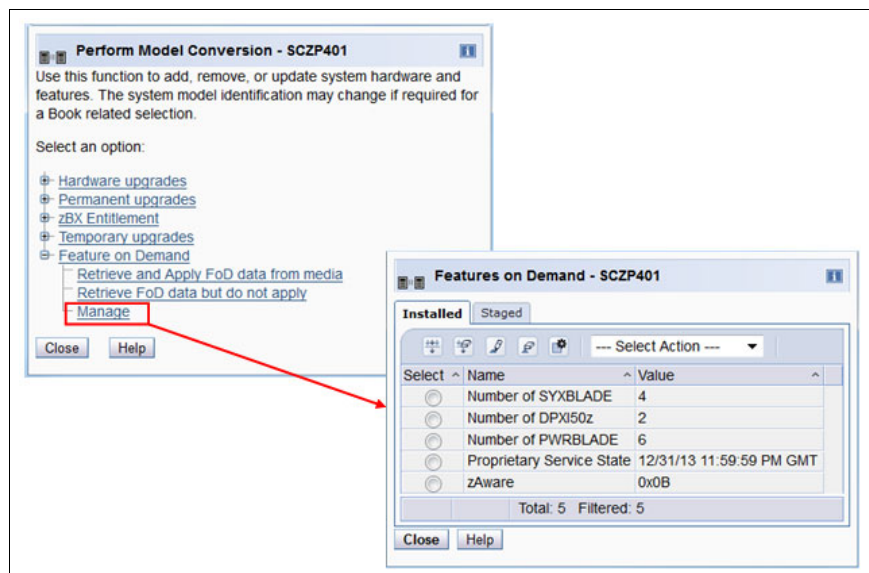 Perform Model Conversion - SCZP401
Use this function to add, remove, or update system hardware and
features. The system model identification may change if required for
a Book related selection.
Select an option:
Hardware upgrades
Permanent upgrades
zBX Entitlement
Temporary upgrades
Feature on Demand
Retrieve and Apply FoD data from media
Retrieve FoD data but do not apply
Manage
Close Help
Features on Demand - SCZP401
Installed Staged
--- Select Action ---
Select Name Value
Number of SYXBLADE 4
Number of DPXI50z 2
Number of PWRBLADE 6
Proprietary Service State 12/31/13 11:59:59 PM GMT
zAware 0x0B
Total: 5 Filtered: 5
Close Help